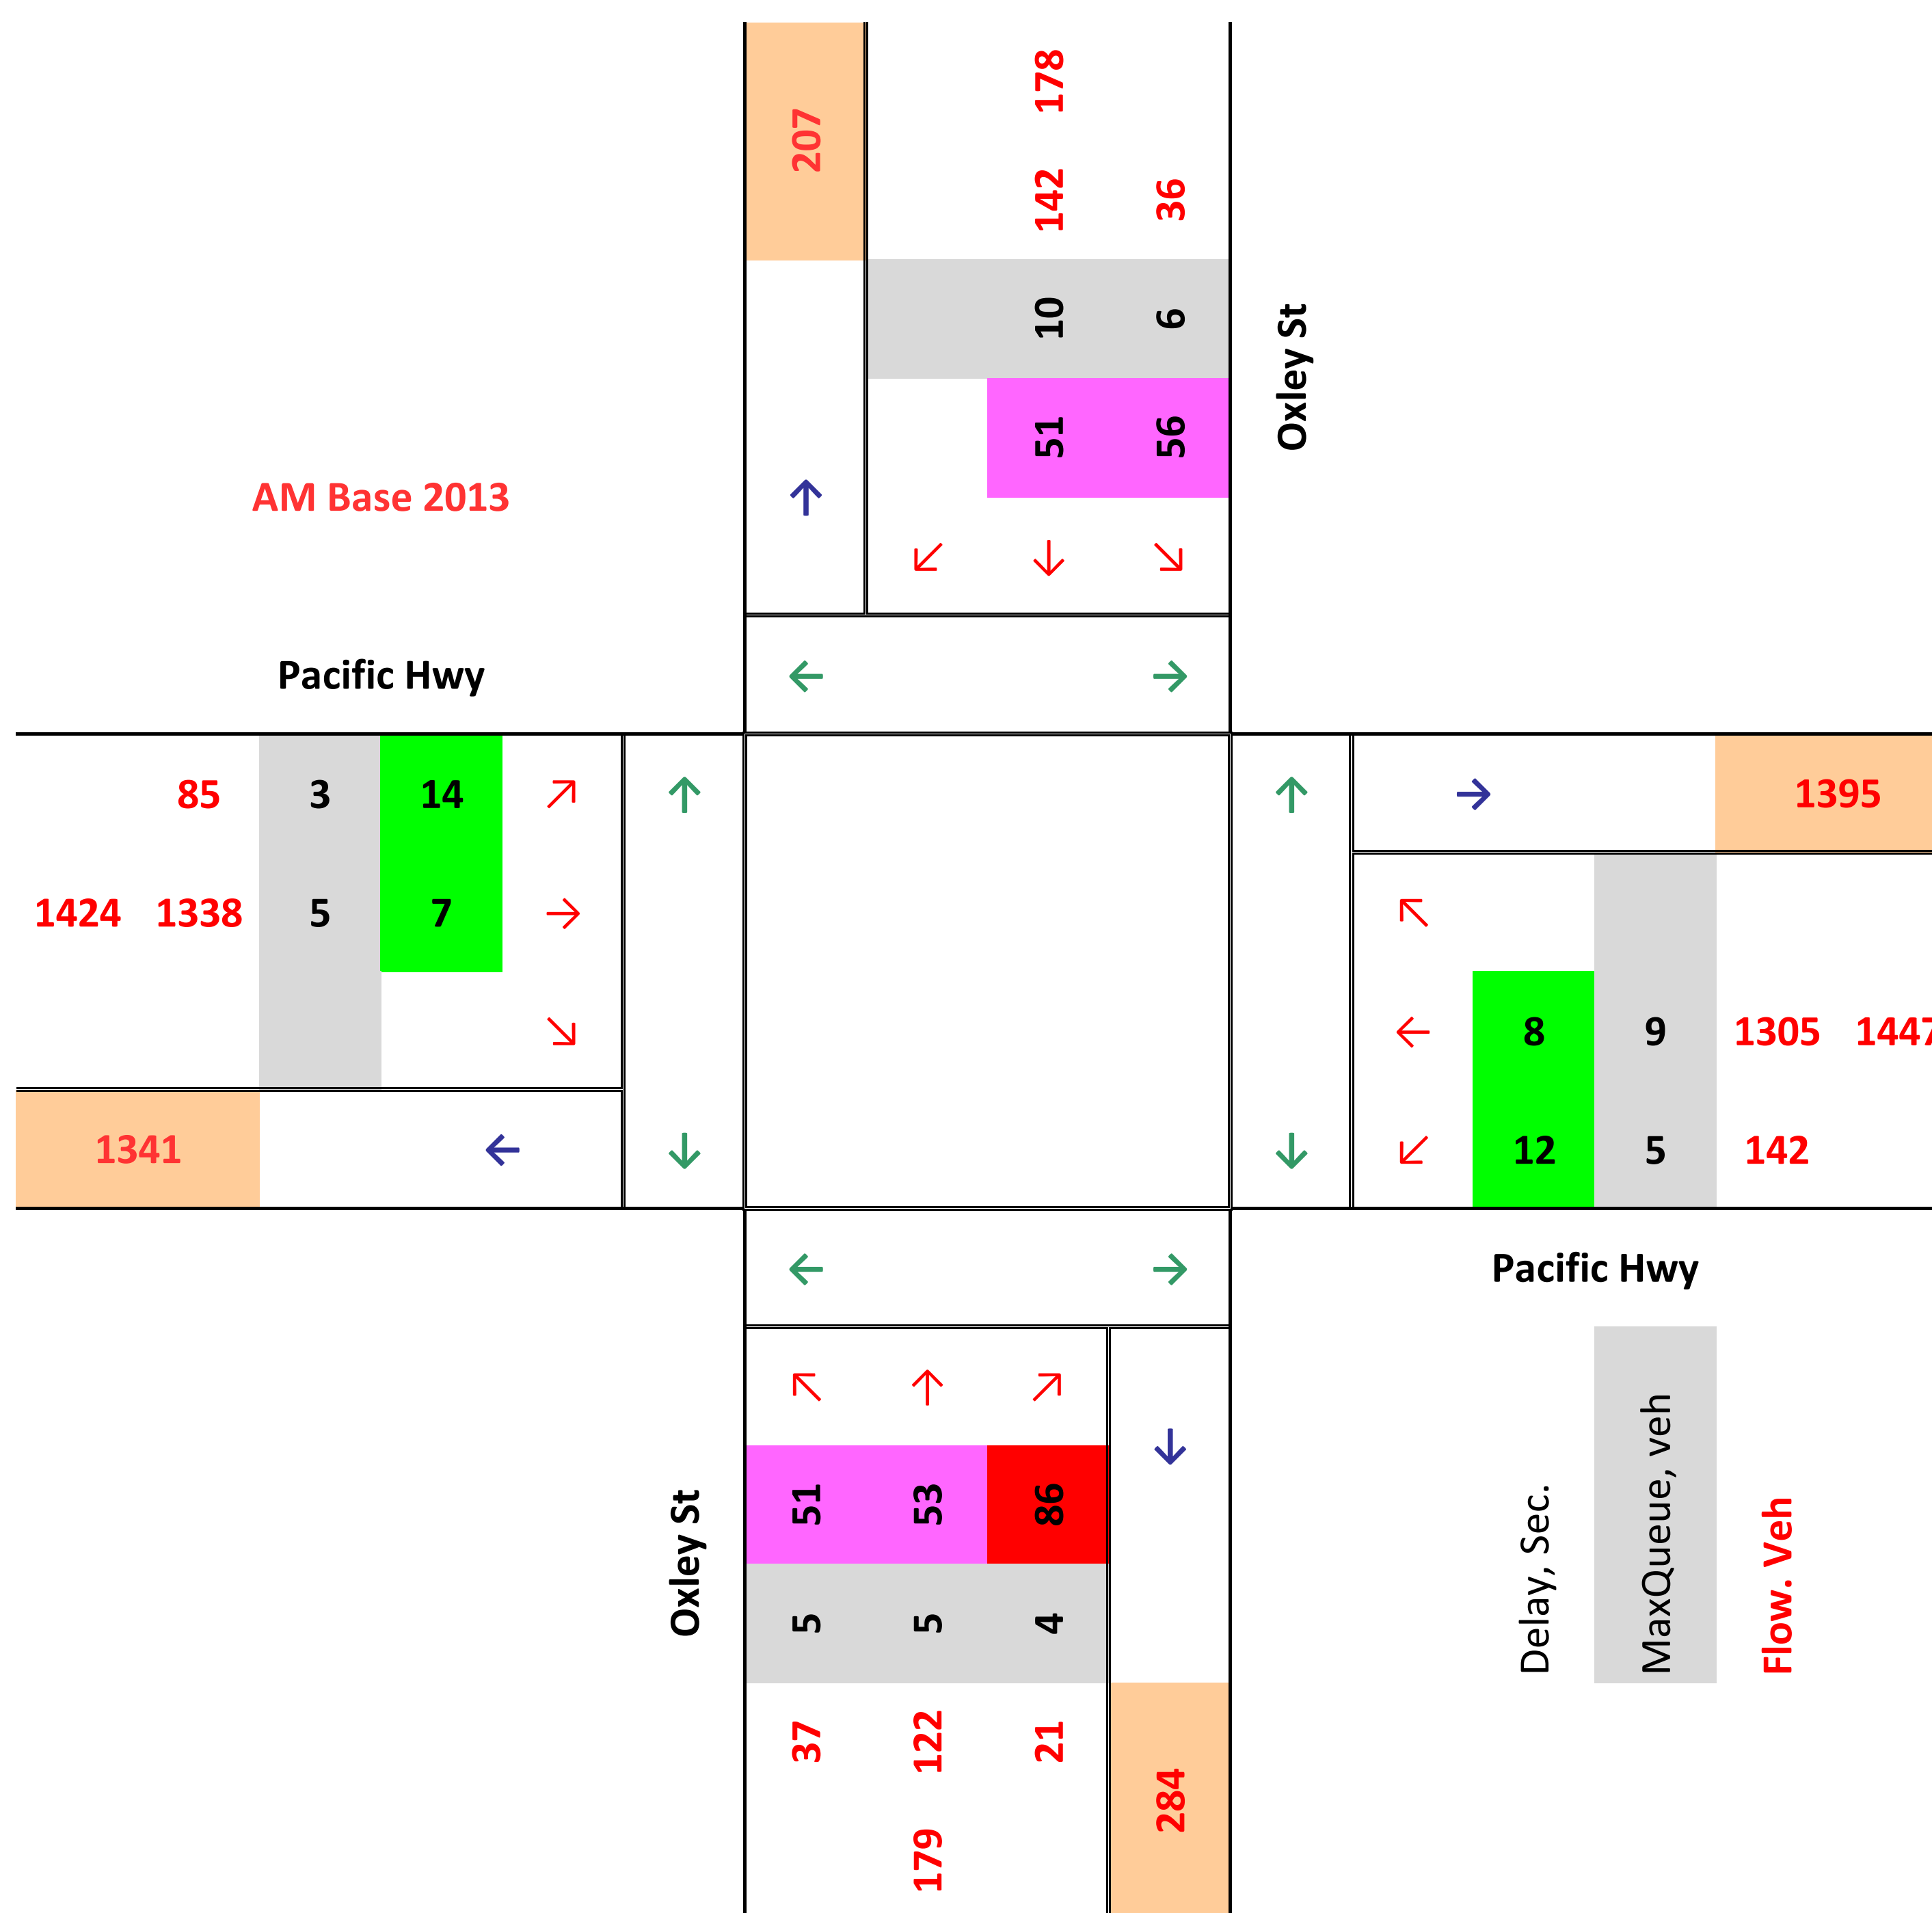 207
178
142
36
10
6
51
56
Oxley St
AM Base 2013
Pacific Hwy
85 3 14
1424 1338 5 7
1341
1395
8 9 1305 1447
12 5 142
Pacific Hwy
Oxley St
51 53 86
5 5 4
37 122 21
179
284
Delay, Sec.
MaxQueue, veh
Flow. Veh